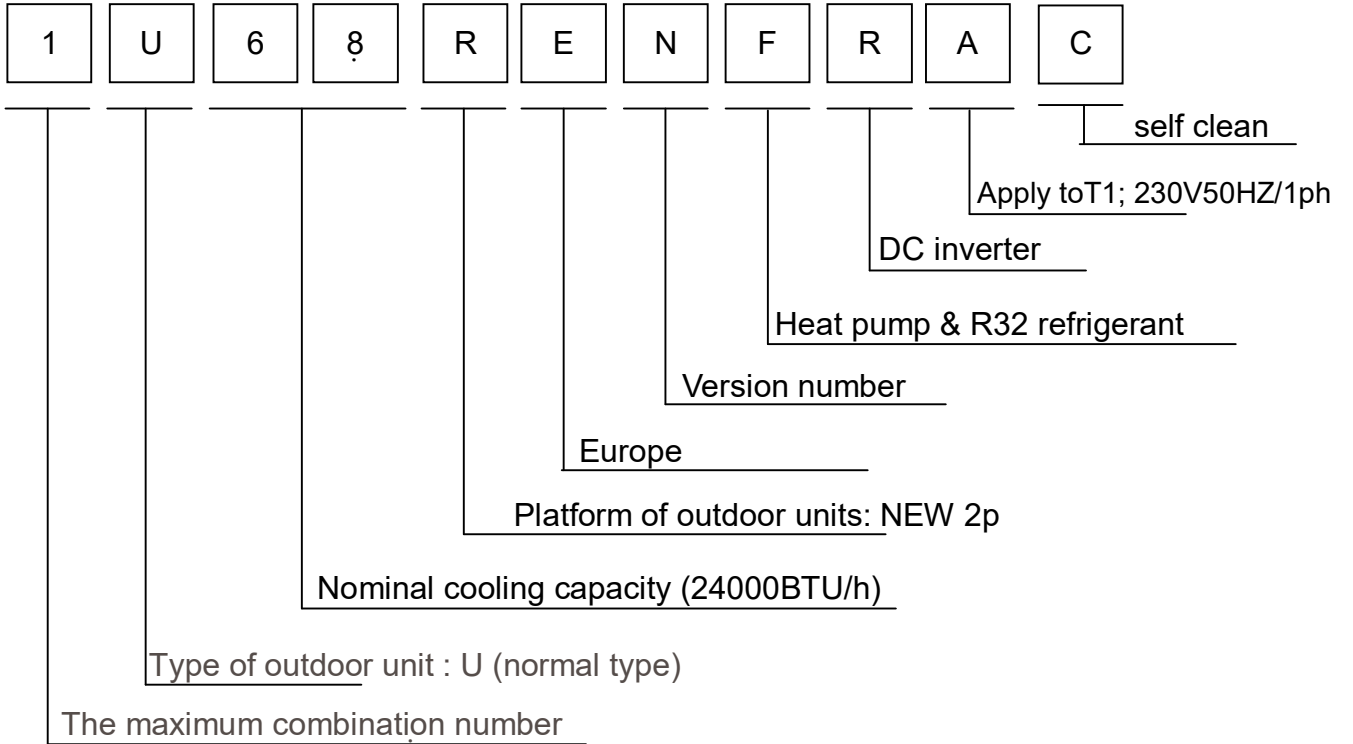 1 U 6 8 R E N F R A C
self clean
Apply toT1; 230V50HZ/1ph
DC inverter
Heat pump & R32 refrigerant
Version number
Europe
Platform of outdoor units: NEW 2p
Nominal cooling capacity (24000BTU/h)
Type of outdoor unit : U (normal type)
The maximum combination number